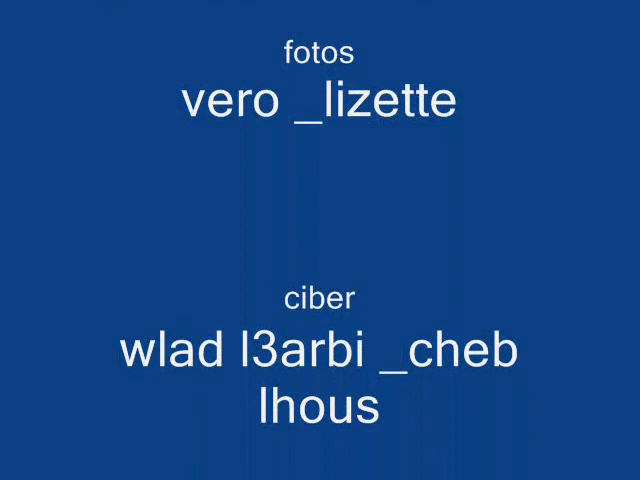 fotos
vero _lizette
ciber
wlad l3arbi _cheb
lhous